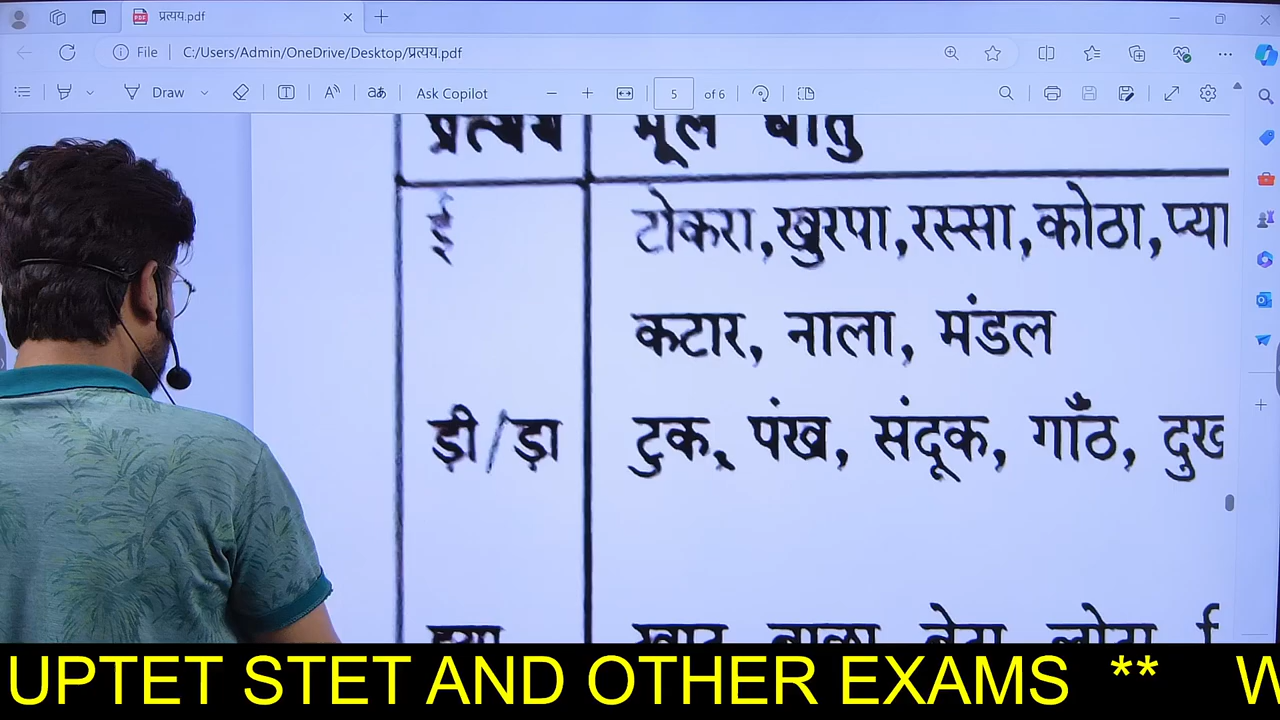 प्रत्यय.pdf
File C:/Users/Admin/OneDrive/Desktop/प्रत्यय.pdf
Draw Ask Copilot 5 of 6
प्रत्यय मूल धातु
ई टोकरा, खुरपा, रस्सा, कोठा, प्या
कटार, नाला, मंडल
ड़ी/ड़ा टुक, पंख, संदूक, गाँठ, दुख
इया खाट बेटा लोटा
UPTET STET AND OTHER EXAMS ** W